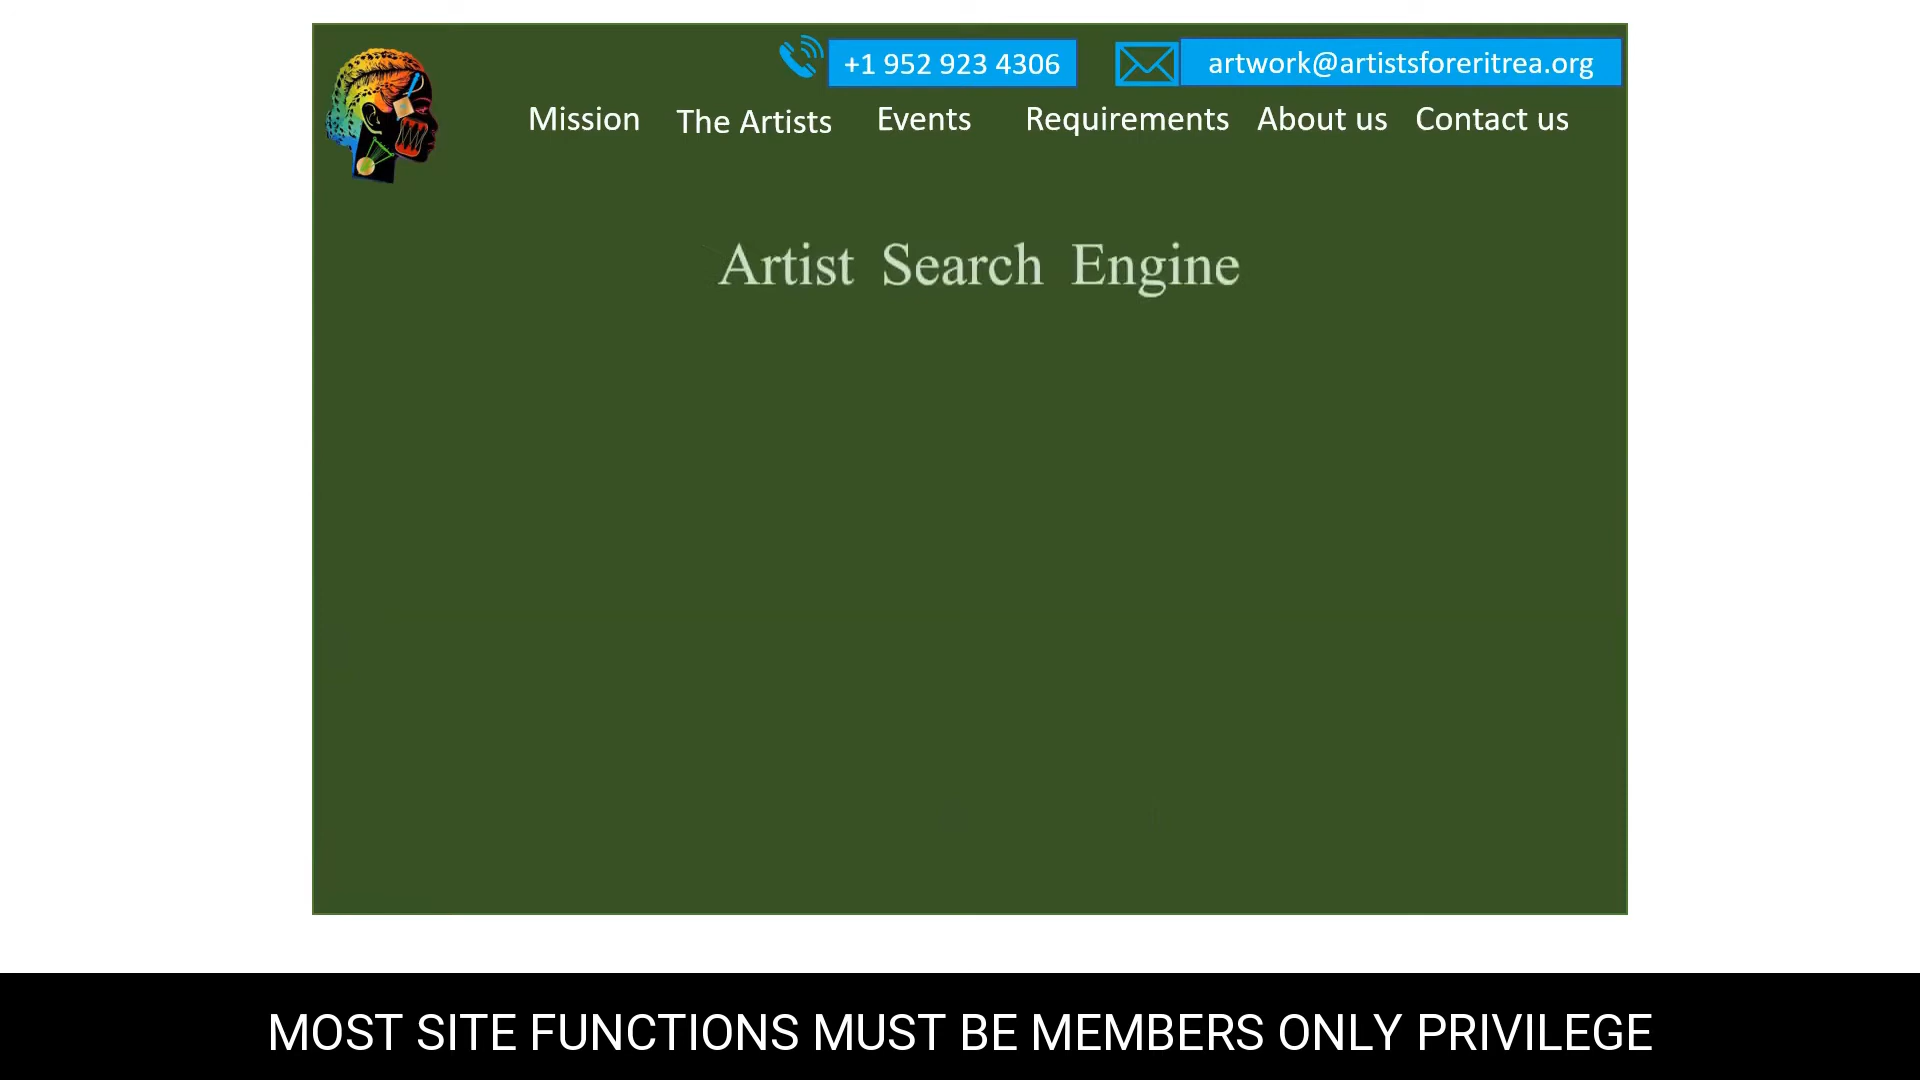 +1 952 923 4306
artwork@artistsforeritrea.org
Mission The Artists Events Requirements About us Contact us
Artist Search Engine
MOST SITE FUNCTIONS MUST BE MEMBERS ONLY PRIVILEGE